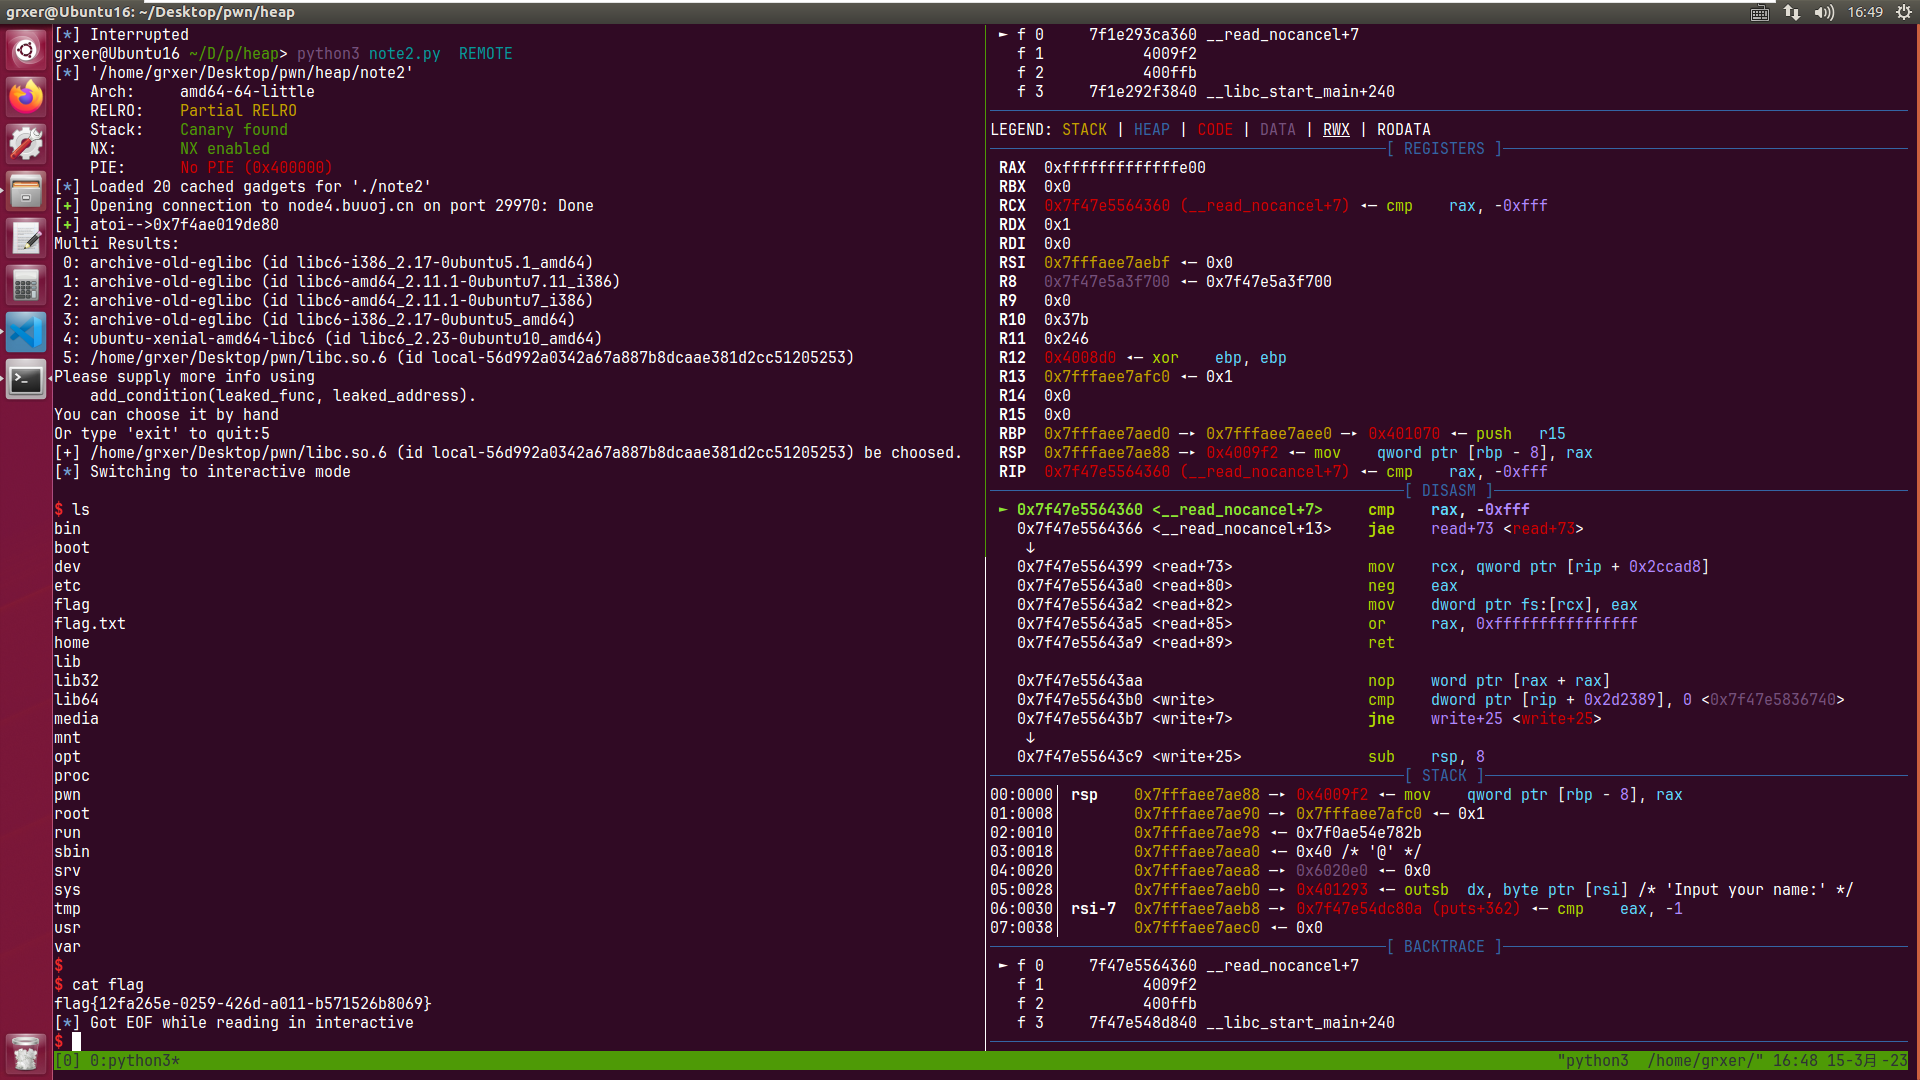 grxer@Ubuntu16: ~/Desktop/pwn/heap
16:49
[*] Interrupted
grxer@Ubuntu16 ~/D/p/heap> python3 note2.py  REMOTE
[*] '/home/grxer/Desktop/pwn/heap/note2'
    Arch:     amd64-64-little
    RELRO:    Partial RELRO
    Stack:    Canary found
    NX:       NX enabled
    PIE:      No PIE (0x400000)
[*] Loaded 20 cached gadgets for './note2'
[+] Opening connection to node4.buuoj.cn on port 29970: Done
[+] atoi-->0x7f4ae019de80
Multi Results:
 0: archive-old-eglibc (id libc6-i386_2.17-0ubuntu5.1_amd64)
 1: archive-old-eglibc (id libc6-amd64_2.11.1-0ubuntu7.11_i386)
 2: archive-old-eglibc (id libc6-amd64_2.11.1-0ubuntu7_i386)
 3: archive-old-eglibc (id libc6-i386_2.17-0ubuntu5_amd64)
 4: ubuntu-xenial-amd64-libc6 (id libc6_2.23-0ubuntu10_amd64)
 5: /home/grxer/Desktop/pwn/libc.so.6 (id local-56d992a0342a67a887b8dcaae381d2cc51205253)
Please supply more info using
    add_condition(leaked_func, leaked_address).
You can choose it by hand
Or type 'exit' to quit:5
[+] /home/grxer/Desktop/pwn/libc.so.6 (id local-56d992a0342a67a887b8dcaae381d2cc51205253) be choosed.
[*] Switching to interactive mode
$ ls
bin
boot
dev
etc
flag
flag.txt
home
lib
lib32
lib64
media
mnt
opt
proc
pwn
root
run
sbin
srv
sys
tmp
usr
var
$
$ cat flag
flag{12fa265e-0259-426d-a011-b571526b8069}
[*] Got EOF while reading in interactive
$
► f 0     7f1e293ca360 __read_nocancel+7
  f 1           4009f2
  f 2           400ffb
  f 3     7f1e292f3840 __libc_start_main+240
LEGEND: STACK | HEAP | CODE | DATA | RWX | RODATA
[ REGISTERS ]
RAX  0xfffffffffffffe00
RBX  0x0
RCX  0x7f47e5564360 (__read_nocancel+7) ◂— cmp    rax, -0xfff
RDX  0x1
RDI  0x0
RSI  0x7fffaee7aebf ◂— 0x0
R8   0x7f47e5a3f700 ◂— 0x7f47e5a3f700
R9   0x0
R10  0x37b
R11  0x246
R12  0x4008d0 ◂— xor    ebp, ebp
R13  0x7fffaee7afc0 ◂— 0x1
R14  0x0
R15  0x0
RBP  0x7fffaee7aed0 —▸ 0x7fffaee7aee0 —▸ 0x401070 ◂— push   r15
RSP  0x7fffaee7ae88 —▸ 0x4009f2 ◂— mov    qword ptr [rbp - 8], rax
RIP  0x7f47e5564360 (__read_nocancel+7) ◂— cmp    rax, -0xfff
[ DISASM ]
► 0x7f47e5564360 <__read_nocancel+7>     cmp    rax, -0xfff
  0x7f47e5564366 <__read_nocancel+13>    jae    read+73 <read+73>
   ↓
  0x7f47e5564399 <read+73>               mov    rcx, qword ptr [rip + 0x2ccad8]
  0x7f47e55643a0 <read+80>               neg    eax
  0x7f47e55643a2 <read+82>               mov    dword ptr fs:[rcx], eax
  0x7f47e55643a5 <read+85>               or     rax, 0xffffffffffffffff
  0x7f47e55643a9 <read+89>               ret
  0x7f47e55643aa                         nop    word ptr [rax + rax]
  0x7f47e55643b0 <write>                 cmp    dword ptr [rip + 0x2d2389], 0 <0x7f47e5836740>
  0x7f47e55643b7 <write+7>               jne    write+25 <write+25>
   ↓
  0x7f47e55643c9 <write+25>              sub    rsp, 8
[ STACK ]
00:0000│ rsp    0x7fffaee7ae88 —▸ 0x4009f2 ◂— mov    qword ptr [rbp - 8], rax
01:0008│        0x7fffaee7ae90 —▸ 0x7fffaee7afc0 ◂— 0x1
02:0010│        0x7fffaee7ae98 ◂— 0x7f0ae54e782b
03:0018│        0x7fffaee7aea0 ◂— 0x40 /* '@' */
04:0020│        0x7fffaee7aea8 —▸ 0x6020e0 ◂— 0x0
05:0028│        0x7fffaee7aeb0 —▸ 0x401293 ◂— outsb  dx, byte ptr [rsi] /* 'Input your name:' */
06:0030│ rsi-7  0x7fffaee7aeb8 —▸ 0x7f47e54dc80a (puts+362) ◂— cmp    eax, -1
07:0038│        0x7fffaee7aec0 ◂— 0x0
[ BACKTRACE ]
► f 0     7f47e5564360 __read_nocancel+7
  f 1           4009f2
  f 2           400ffb
  f 3     7f47e548d840 __libc_start_main+240
[0] 0:python3*
"python3  /home/grxer/" 16:48 15-3月 -23